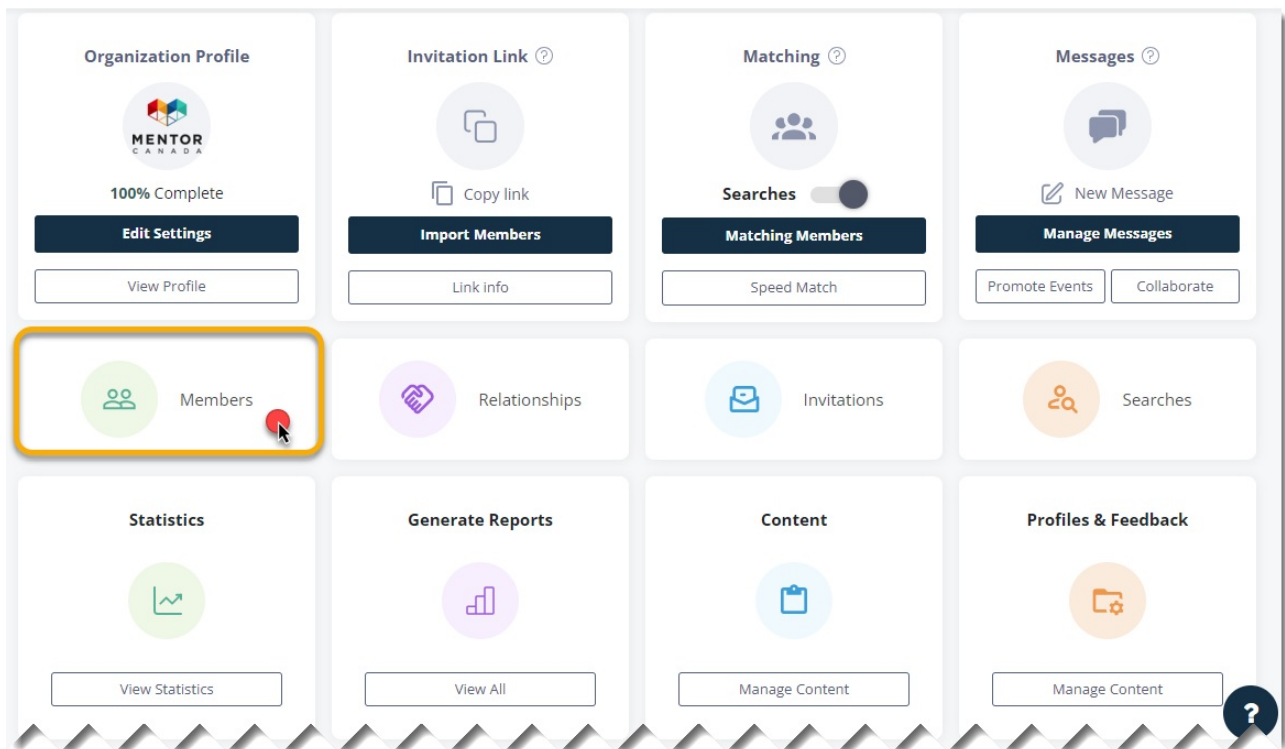 Organization Profile
MENTOR
CANADA
100% Complete
Edit Settings
View Profile
Invitation Link ?
Copy link
Import Members
Link info
Matching ?
Searches
Matching Members
Speed Match
Messages ?
New Message
Manage Messages
Promote Events
Collaborate
Members
Relationships
Invitations
Searches
Statistics
View Statistics
Generate Reports
View All
Content
Manage Content
Profiles & Feedback
Manage Content
?